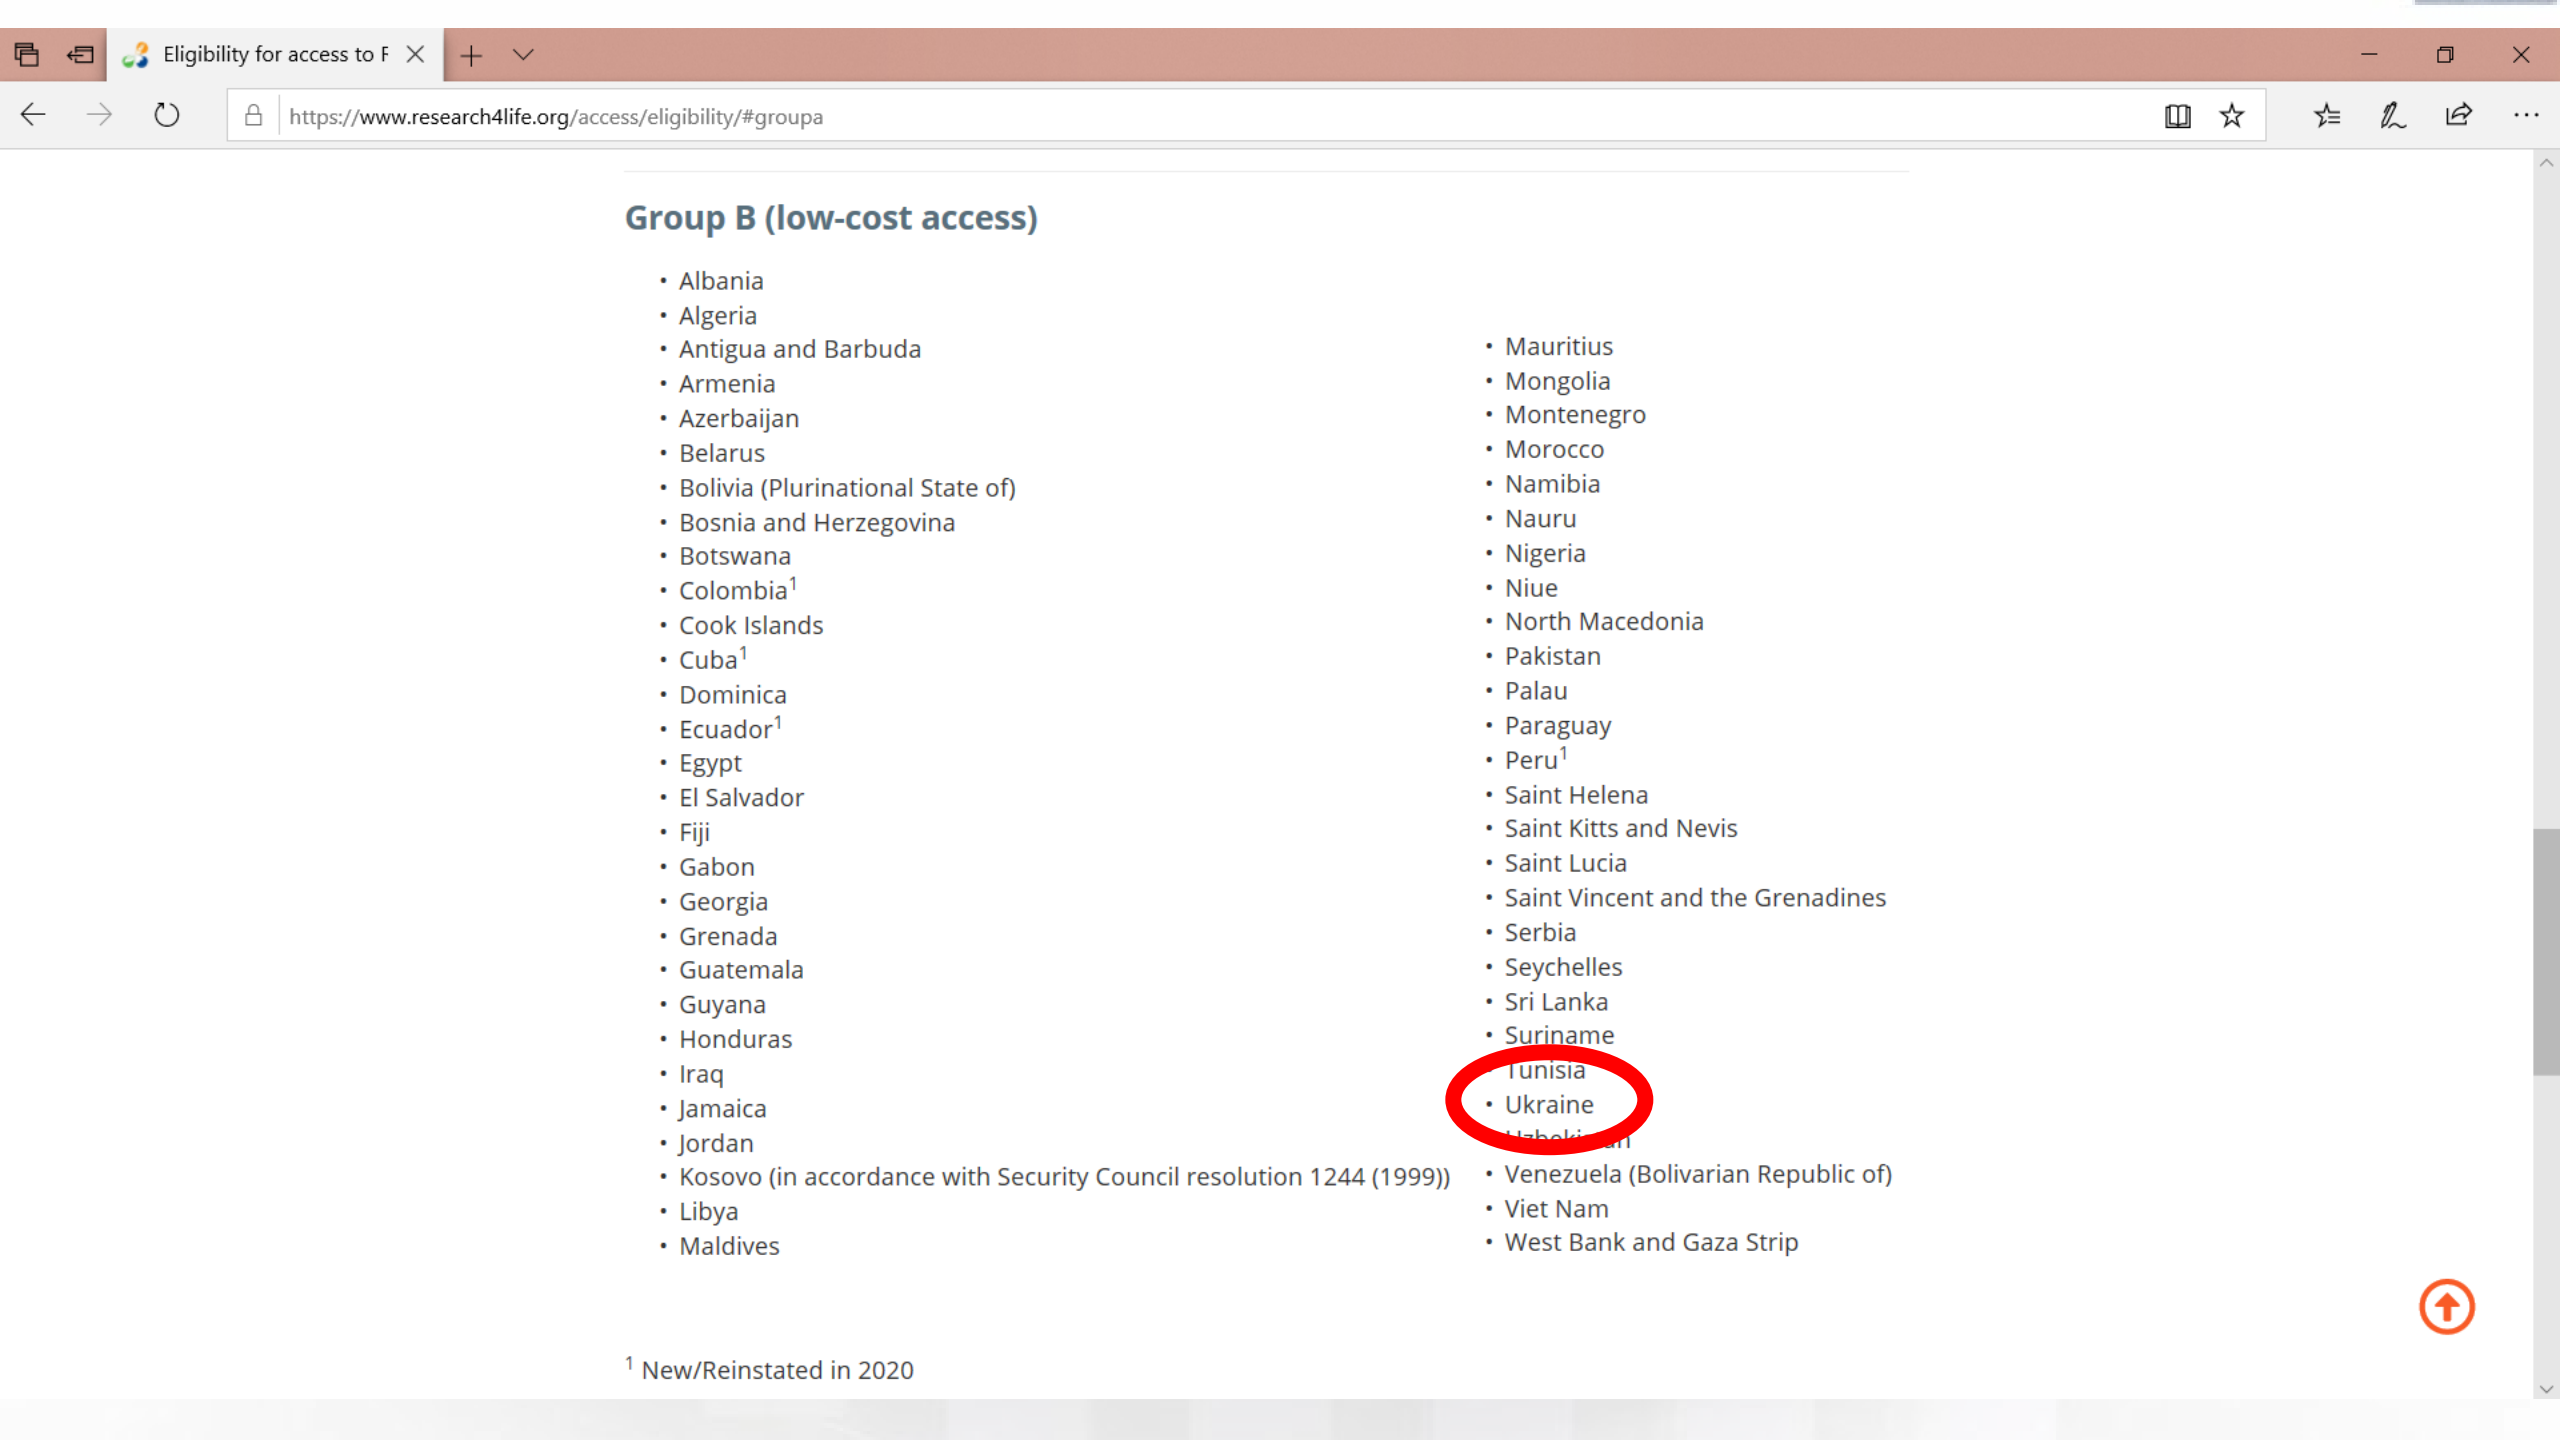 Eligibility for access to F
https://www.research4life.org/access/eligibility/#groupa
Group B (low-cost access)
• Albania
• Algeria
• Antigua and Barbuda
• Armenia
• Azerbaijan
• Belarus
• Bolivia (Plurinational State of)
• Bosnia and Herzegovina
• Botswana
• Colombia¹
• Cook Islands
• Cuba¹
• Dominica
• Ecuador¹
• Egypt
• El Salvador
• Fiji
• Gabon
• Georgia
• Grenada
• Guatemala
• Guyana
• Honduras
• Iraq
• Jamaica
• Jordan
• Kosovo (in accordance with Security Council resolution 1244 (1999))
• Libya
• Maldives
• Mauritius
• Mongolia
• Montenegro
• Morocco
• Namibia
• Nauru
• Nigeria
• Niue
• North Macedonia
• Pakistan
• Palau
• Paraguay
• Peru¹
• Saint Helena
• Saint Kitts and Nevis
• Saint Lucia
• Saint Vincent and the Grenadines
• Serbia
• Seychelles
• Sri Lanka
• Suriname
• Tunisia
• Ukraine
• Uzbekistan
• Venezuela (Bolivarian Republic of)
• Viet Nam
• West Bank and Gaza Strip
¹ New/Reinstated in 2020